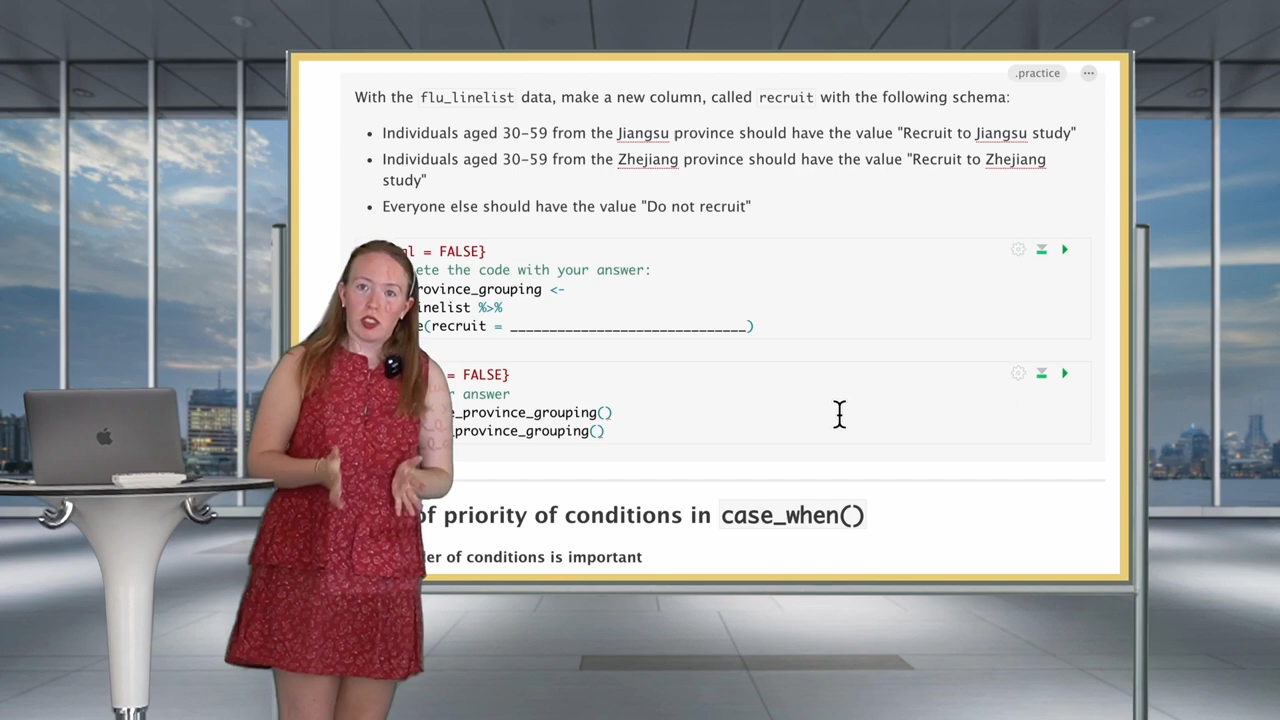 .practice
With the flu_linelist data, make a new column, called recruit with the following schema:
• Individuals aged 30-59 from the Jiangsu province should have the value "Recruit to Jiangsu study"
• Individuals aged 30-59 from the Zhejiang province should have the value "Recruit to Zhejiang
study"
• Everyone else should have the value "Do not recruit"
= FALSE}
the code with your answer:
<-
%>%
(recruit = ______________________________)
= FALSE}
answer
_province_grouping()
province_grouping()
of priority of conditions in case_when()
of conditions is important